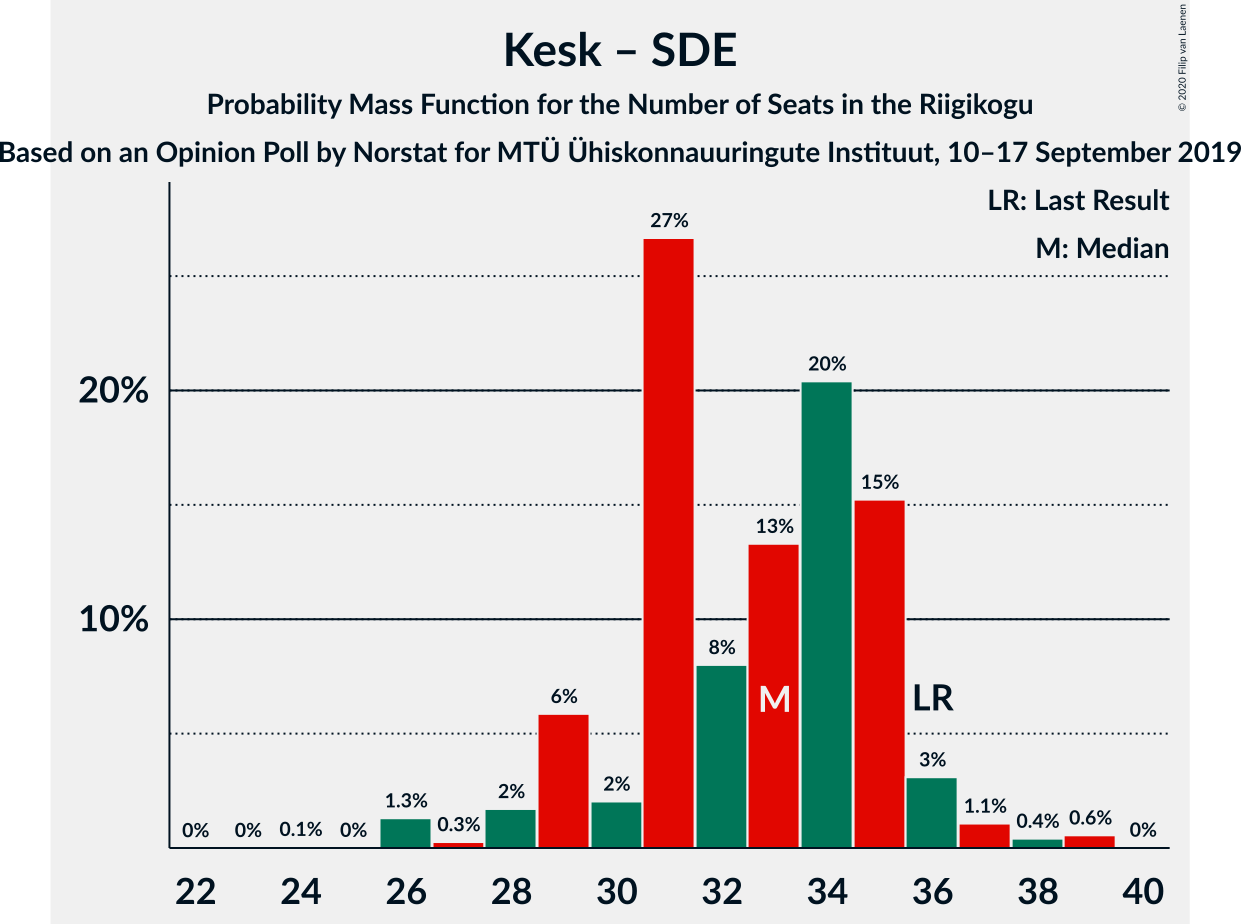 Kesk – SDE
Probability Mass Function for the Number of Seats in the Riigikogu
Based on an Opinion Poll by Norstat for MTÜ Ühiskonnauuringute Instituut, 10–17 September 2019
© 2020 Filip van Laenen
LR: Last Result
M: Median
27%
20%
20%
15%
13%
10%
8%
6%
M
LR
3%
2%
2%
1.3%
1.1%
0% 0% 0.1% 0% 0.3% 0.4% 0.6% 0%
22 24 26 28 30 32 34 36 38 40